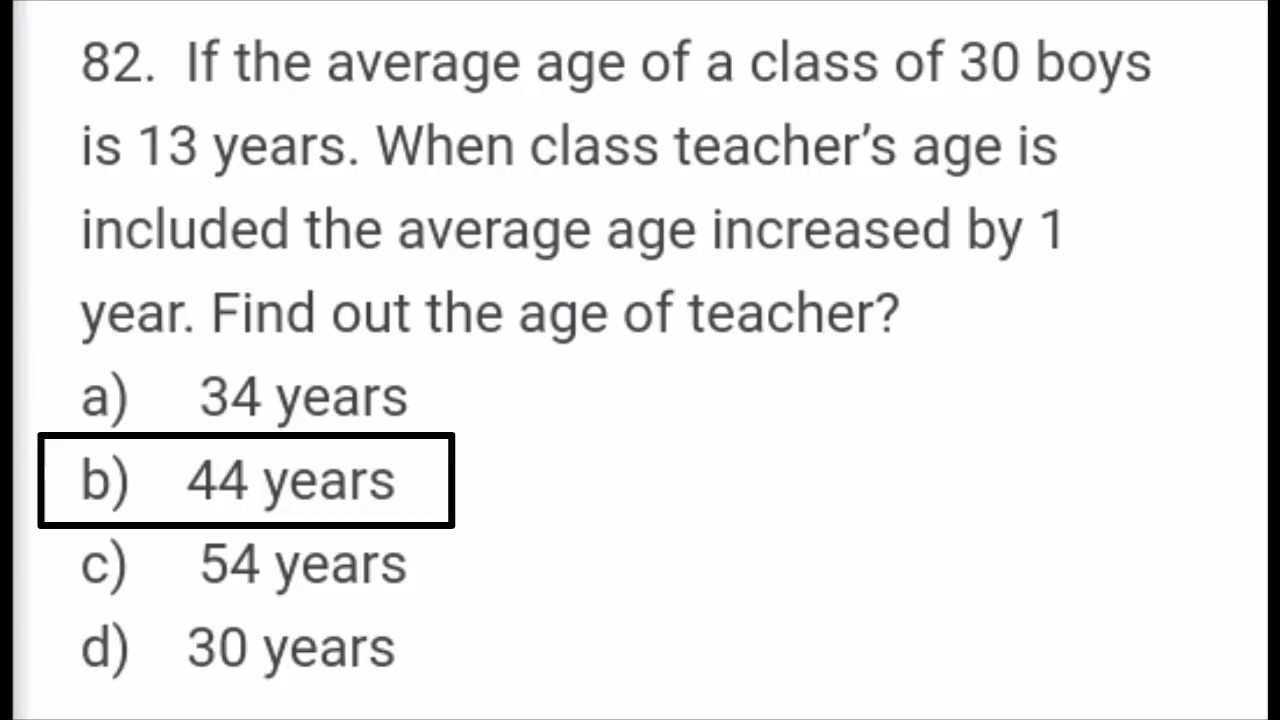 82. If the average age of a class of 30 boys
is 13 years. When class teacher’s age is
included the average age increased by 1
year. Find out the age of teacher?
a) 34 years
b) 44 years
c) 54 years
d) 30 years